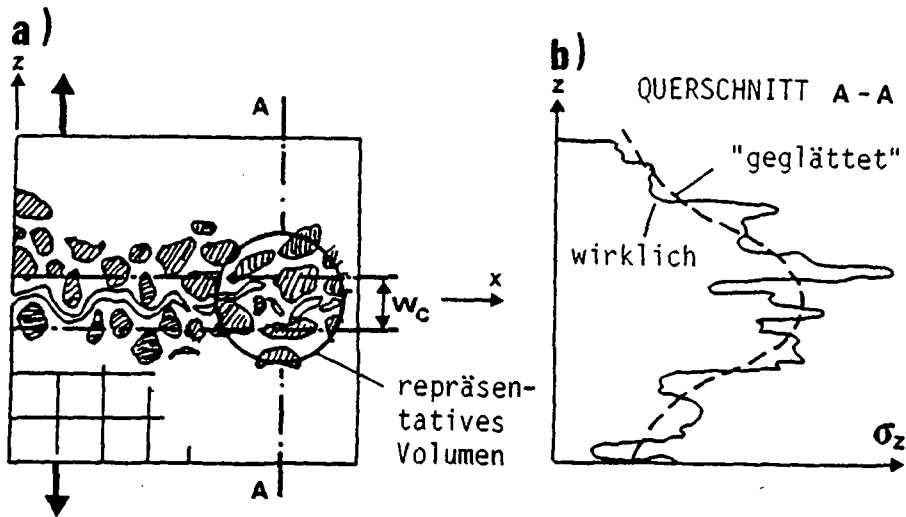 a)
z
A
x
w_c
repräsen-
tatives
Volumen
A
b)
z
QUERSCHNITT A-A
"geglättet"
wirklich
σ_z